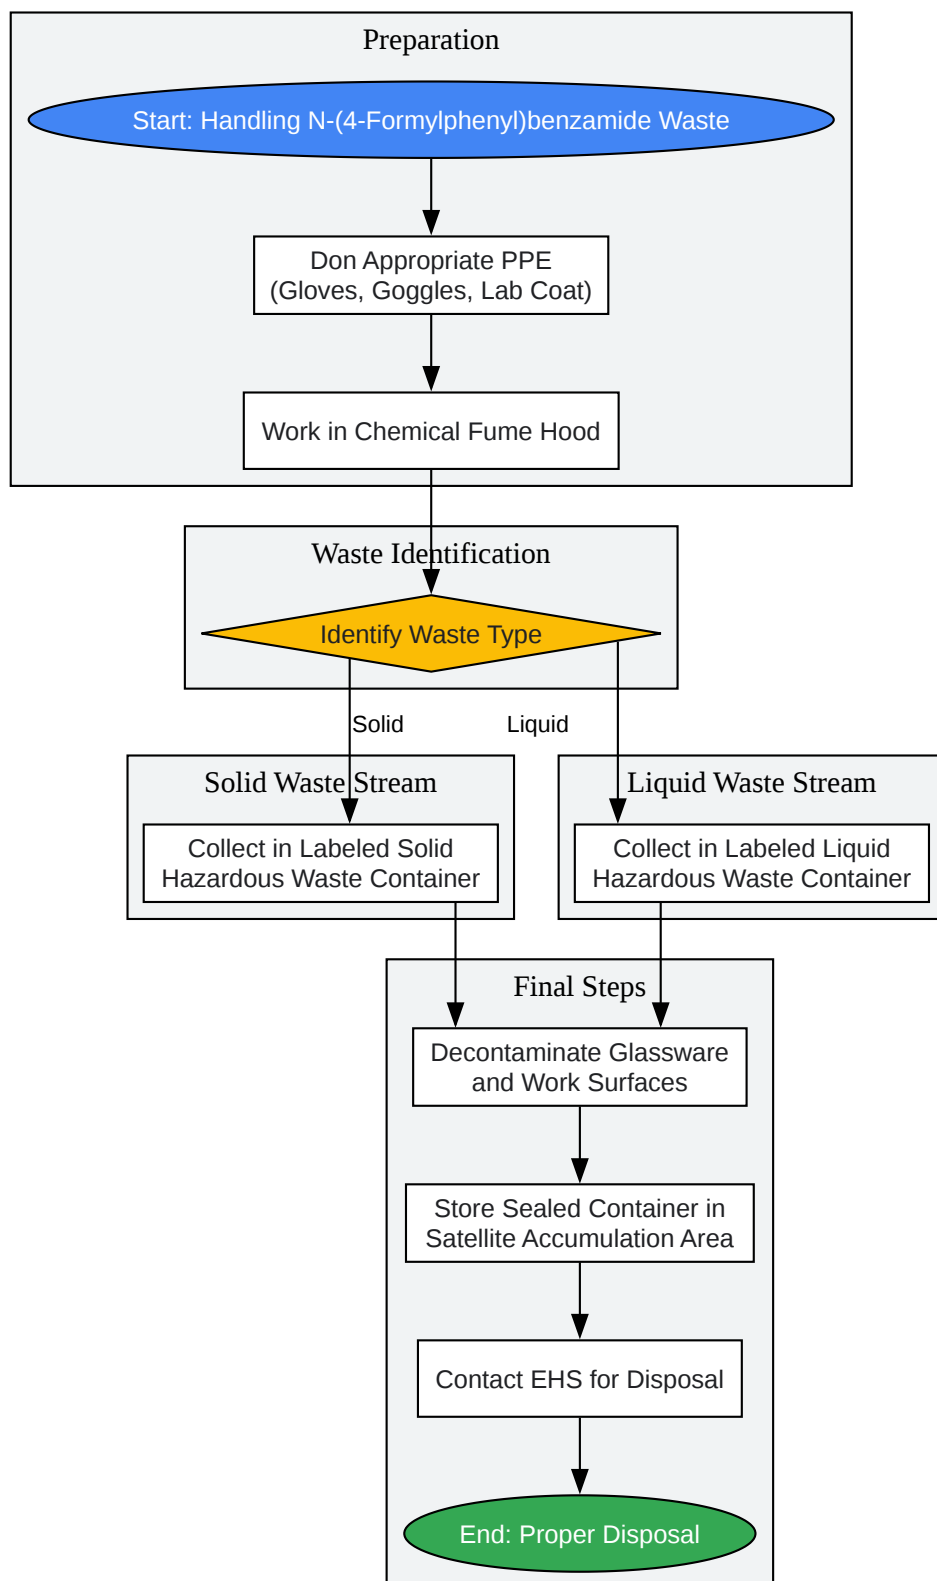 Preparation
Start: Handling N-(4-Formylphenyl)benzamide Waste
Don Appropriate PPE
(Gloves, Goggles, Lab Coat)
Work in Chemical Fume Hood
Waste Identification
Identify Waste Type
Solid
Liquid
Solid Waste Stream
Collect in Labeled Solid
Hazardous Waste Container
Liquid Waste Stream
Collect in Labeled Liquid
Hazardous Waste Container
Final Steps
Decontaminate Glassware
and Work Surfaces
Store Sealed Container in
Satellite Accumulation Area
Contact EHS for Disposal
End: Proper Disposal